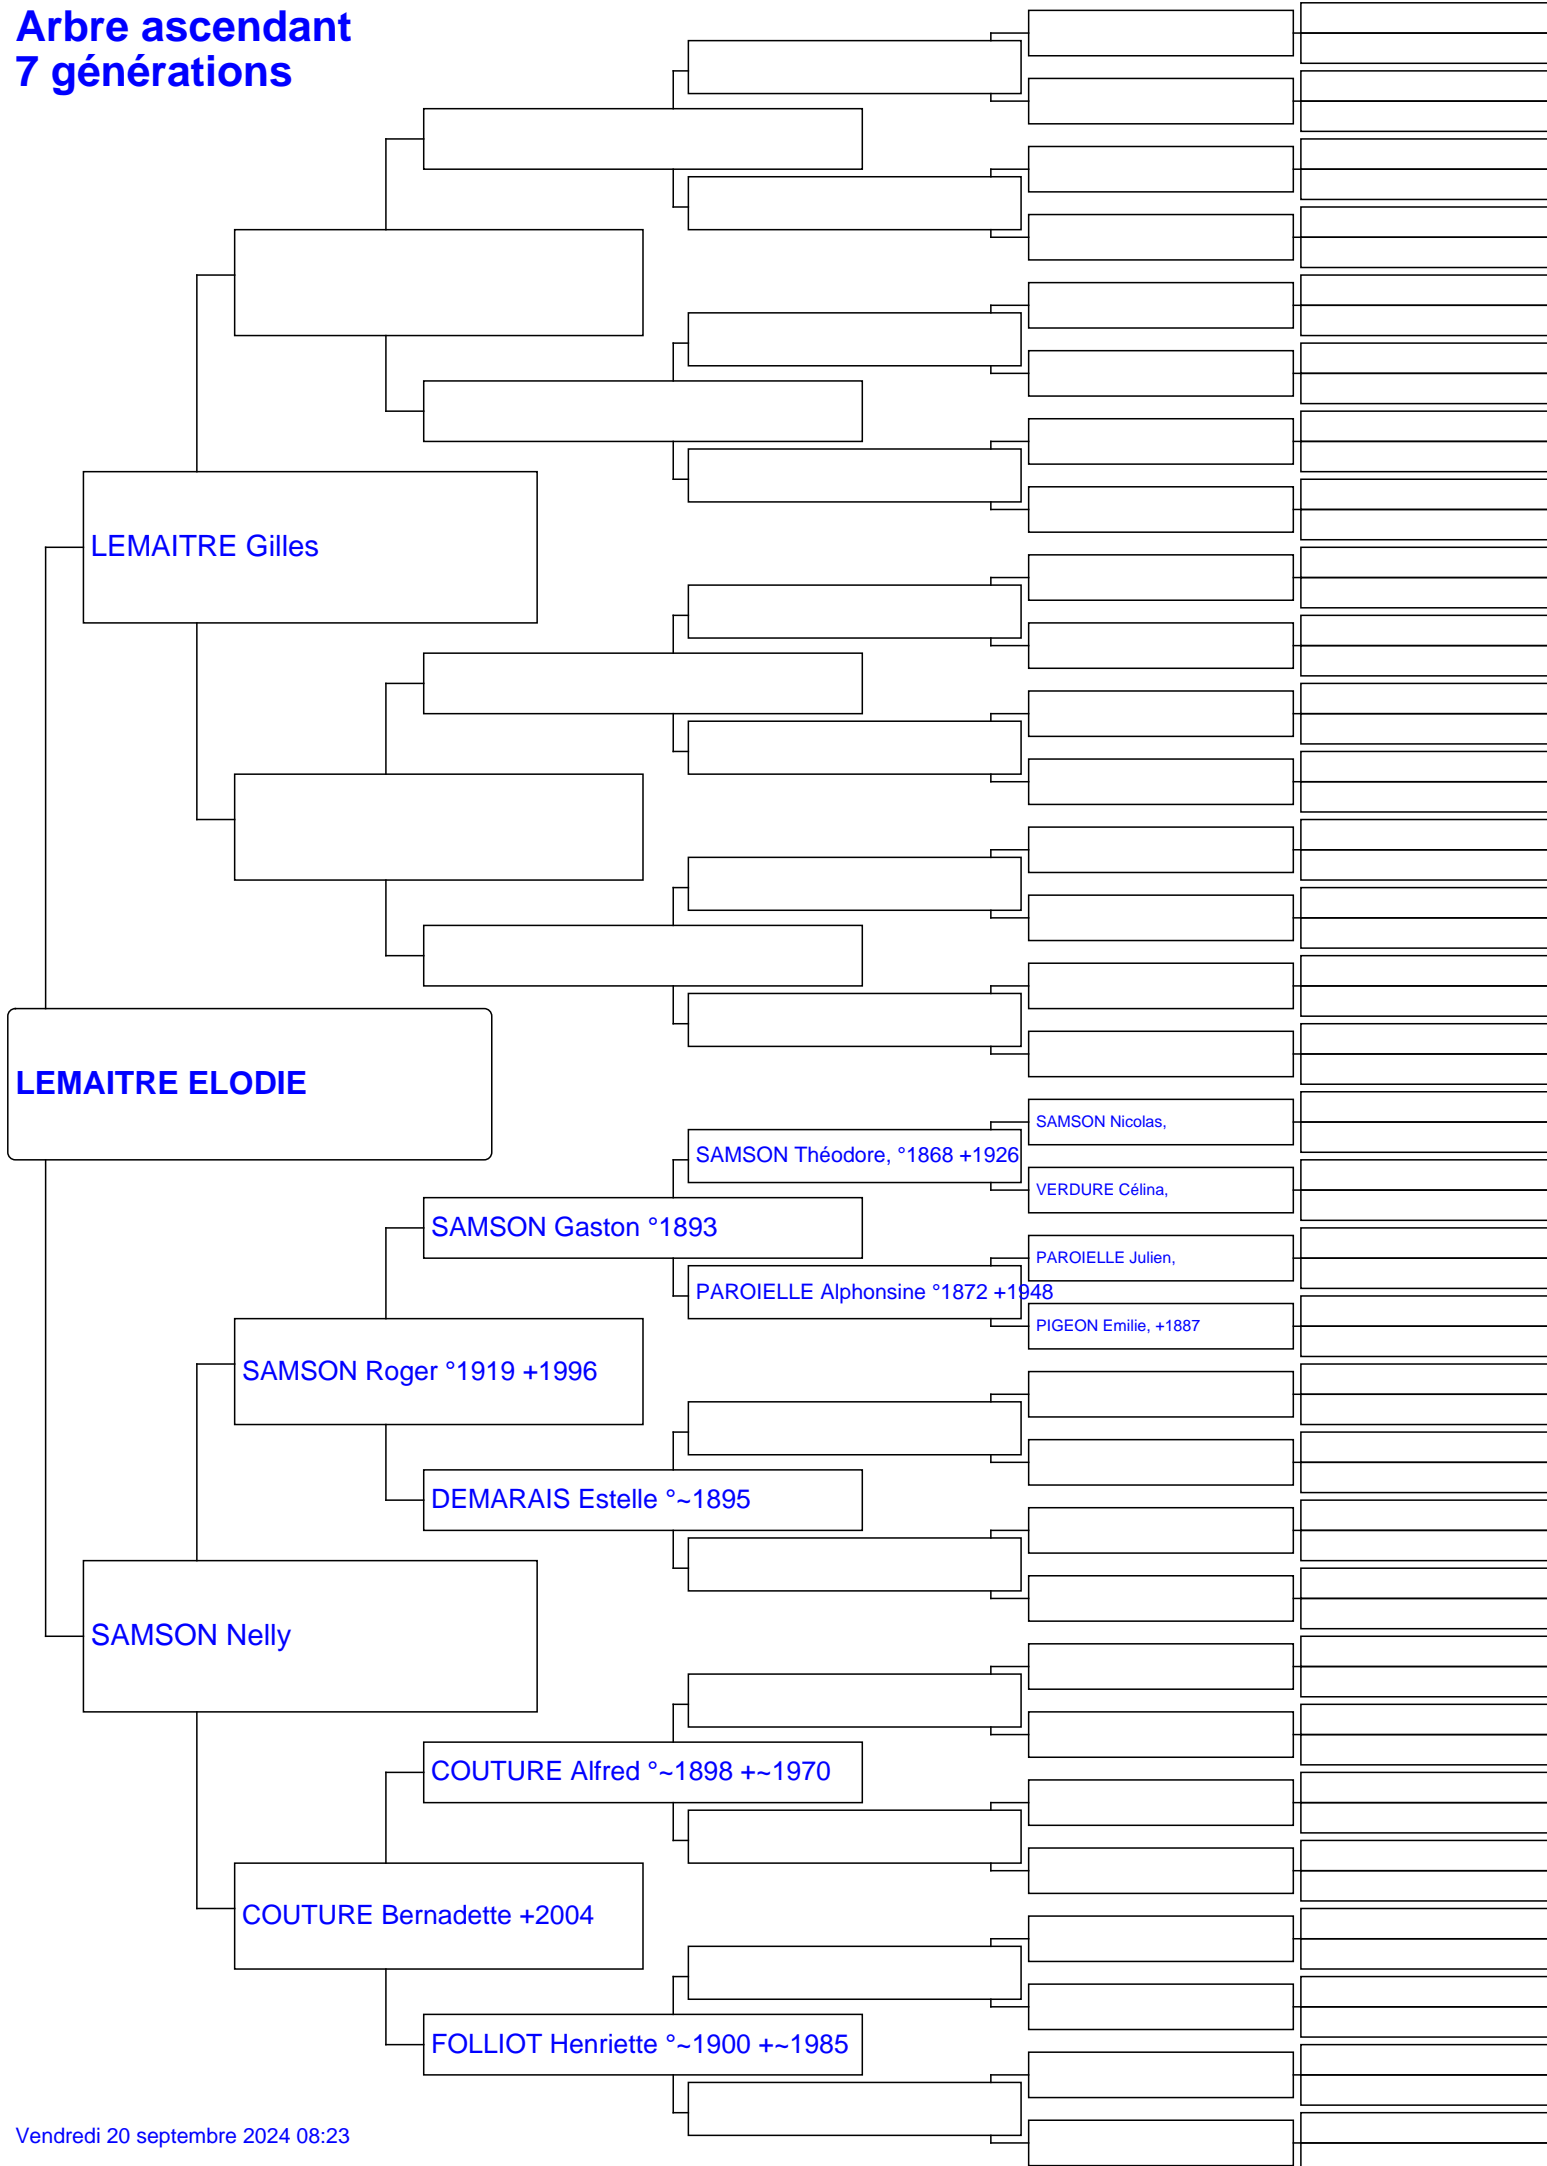 Arbre ascendant
7 générations
LEMAITRE Gilles
LEMAITRE ELODIE
SAMSON Nicolas,
SAMSON Théodore, °1868 +1926
VERDURE Célina,
SAMSON Gaston °1893
PAROIELLE Julien,
PAROIELLE Alphonsine °1872 +1948
PIGEON Emilie, +1887
SAMSON Roger °1919 +1996
DEMARAIS Estelle °~1895
SAMSON Nelly
COUTURE Alfred °~1898 +~1970
COUTURE Bernadette +2004
FOLLIOT Henriette °~1900 +~1985
Vendredi 20 septembre 2024 08:23